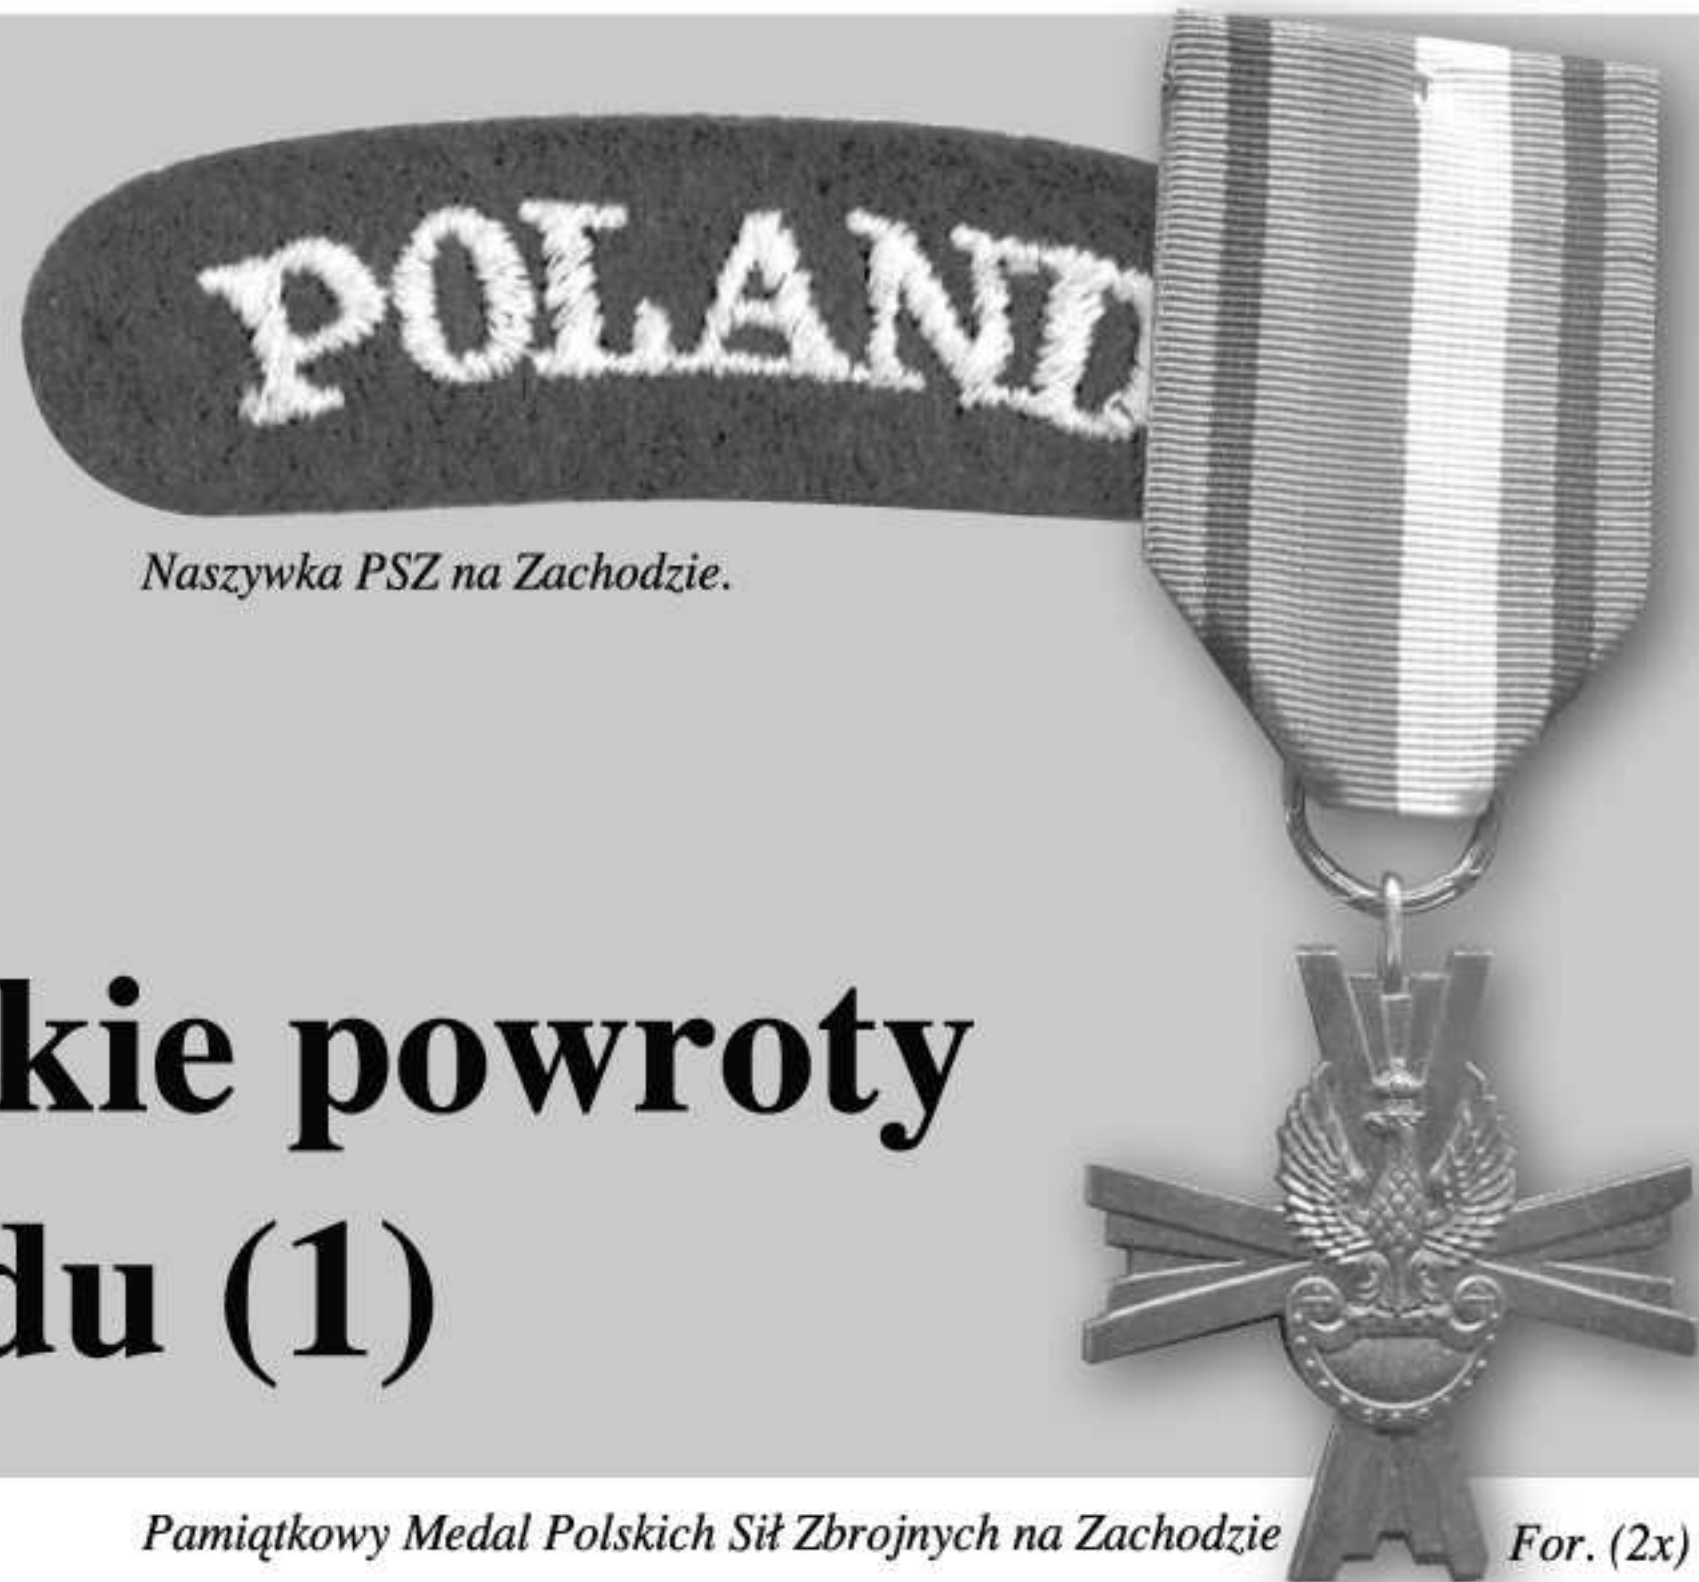 POLAND
Naszywka PSZ na Zachodzie.
kie powroty
du (1)
Pamiątkowy Medal Polskich Sił Zbrojnych na Zachodzie
For. (2x)